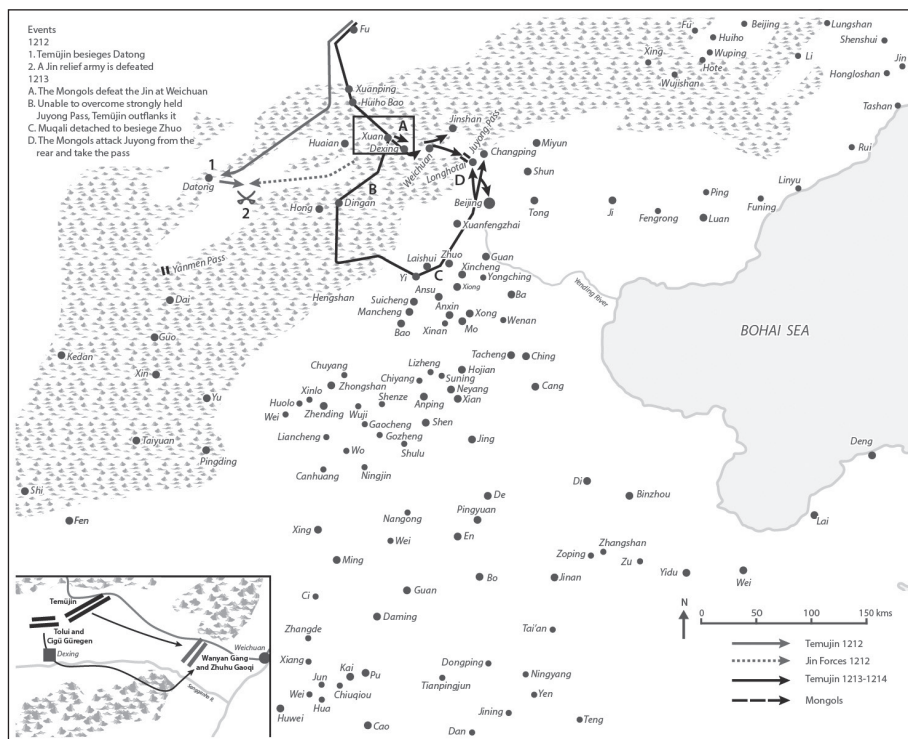 Events
1212
1. Temüjin besieges Datong
2. A Jin relief army is defeated
1213
A. The Mongols defeat the Jin at Weichuan
B. Unable to overcome strongly held
Juyong Pass, Temüjin outflanks it
C. Muqali detached to besiege Zhuo
D. The Mongols attack Juyong from the
rear and take the pass
Fu
Fu
Beijing
Lungshan
Huiho
Shenshui
Wuping
Xing
Hote
Li
Jin
Wujishan
Hongloshan
Xuanping
Huiho Bao
Tashan
Jinshan
Juyong Pass
Xuan
A
Huaian
Dexing
Weichuan
Longhotai
Changping
Miyun
Rui
1
Datong
D
Shun
Linyu
B
2
Hong
Dingan
Beijing
Tong
Ji
Ping
Funing
Fengrong
Luan
Xuanfengzhai
Yanmen Pass
Laishui
Zhuo
Guan
Yi
C
Xincheng
Yongching
Yending River
Xiong
Ansu
Ba
Dai
Hengshan
Suicheng
Anxin
Mancheng
Xong
Wenan
Bao
Xinan
Mo
BOHAI SEA
Guo
Kedan
Tacheng
Ching
Xin
Chuyang
Lizheng
Hojian
Chiyang
Suning
Zhongshan
Neyang
Cang
Yu
Xinlo
Huolo
Shenze
Xian
Wei
Zhending
Wuji
Anping
Gaocheng
Shen
Taiyuan
Liancheng
Gozheng
Jing
Pingding
Wo
Shulu
Deng
Canhuang
Ningjin
Shi
Di
De
Binzhou
Fen
Nangong
Pingyuan
Lai
Xing
Wei
En
Zhangshan
Zoping
Ming
Zu
Bo
Jinan
Yidu
Wei
Ci
Guan
Daming
Zhangde
Tai'an
Xiang
Kai
Dongping
Jun
Pu
Ningyang
Wei
Chiuqiou
Tianpingjun
Hua
Yen
Huwei
Jining
Cao
Teng
Dan
Temüjin
Tolui and
Cigü Güregen
Dexing
Weichuan
Wanyan Gang
and Zhuhu Gaoqi
N
0 50 100 150 kms
Temujin 1212
Jin Forces 1212
Temujin 1213-1214
Mongols